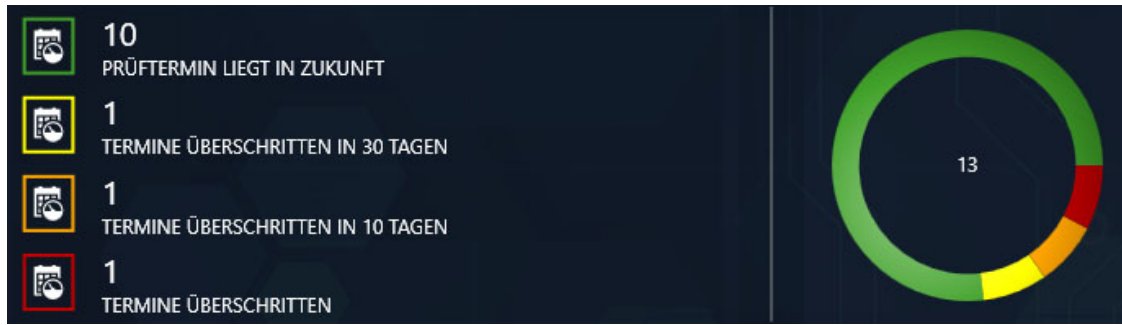 10
PRÜFTERMIN LIEGT IN ZUKUNFT
1
TERMINE ÜBERSCHRITTEN IN 30 TAGEN
1
TERMINE ÜBERSCHRITTEN IN 10 TAGEN
1
TERMINE ÜBERSCHRITTEN
13